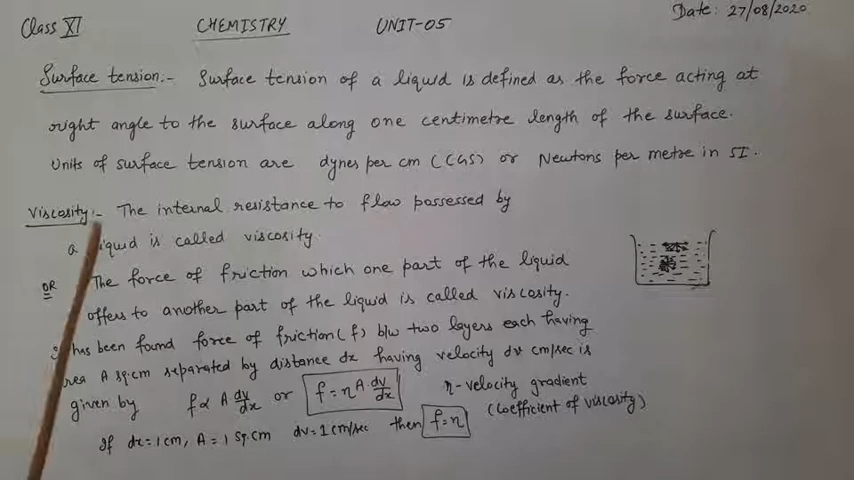 Class XI CHEMISTRY UNIT-05 Date: 27/08/2020
Surface tension:- Surface tension of a liquid is defined as the force acting at
right angle to the surface along one centimetre length of the surface.
Units of surface tension are dynes per cm (CGS) or Newtons per metre in SI.
Viscosity:- The internal resistance to flow possessed by
a liquid is called viscosity.
OR The force of friction which one part of the liquid
offers to another part of the liquid is called viscosity.
has been found force of friction (f) b/w two layers each having
area A sq.cm separated by distance dx having velocity dv cm/sec is
given by f∝ A dv/dx or f = η A · dv/dx η-velocity gradient
(coefficient of viscosity)
If dx = 1 cm, A = 1 sq.cm dv = 1 cm/sec then f = η